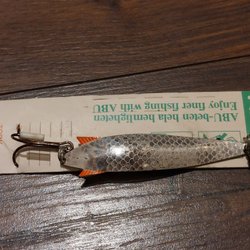 ABU-beten hela hemligheten
Enjoy finer fishing with ABU